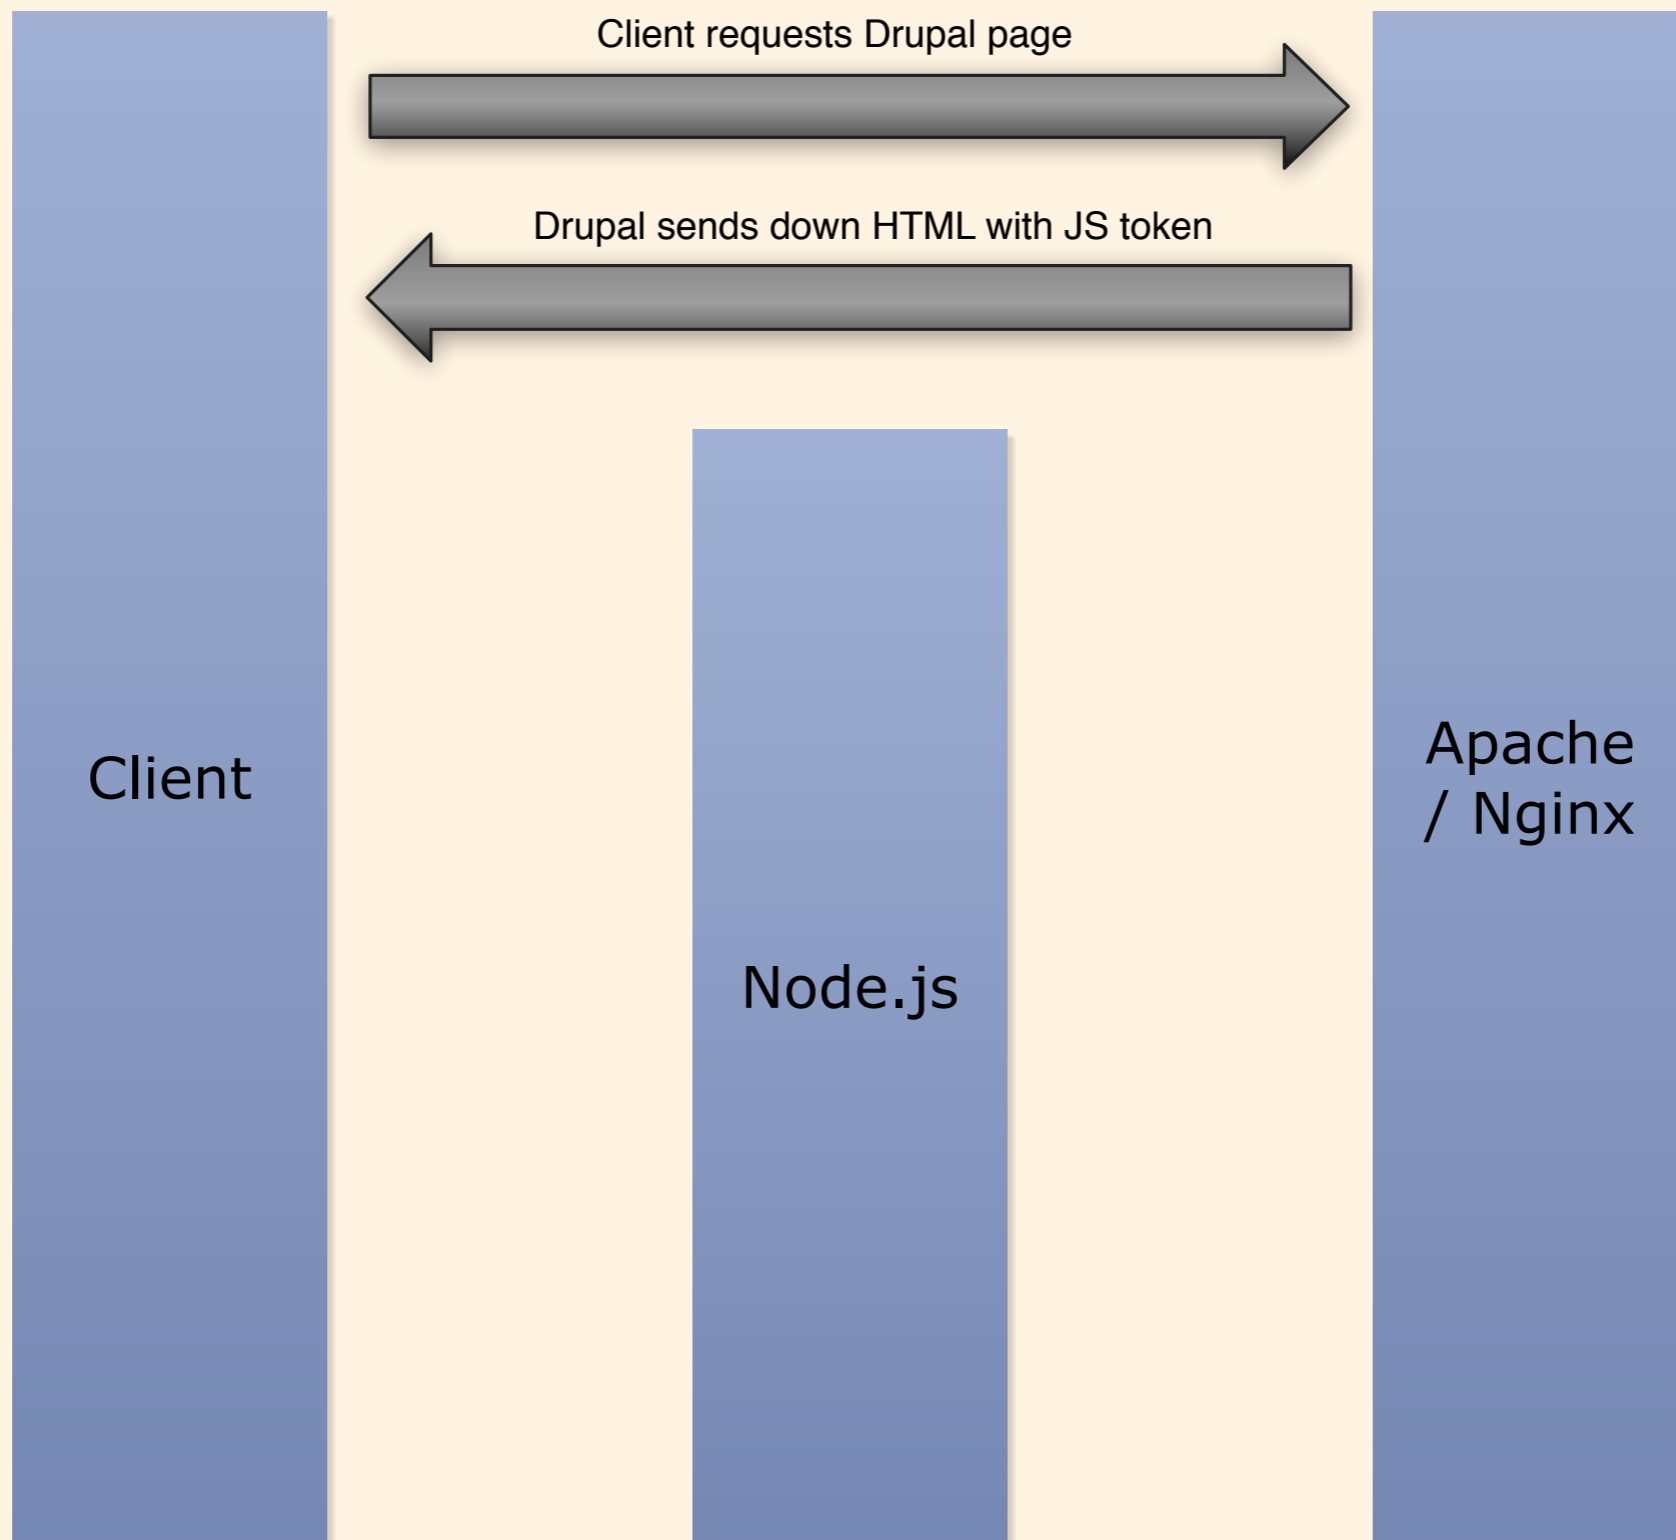 Client requests Drupal page
Drupal sends down HTML with JS token
Client
Apache
/ Nginx
Node.js